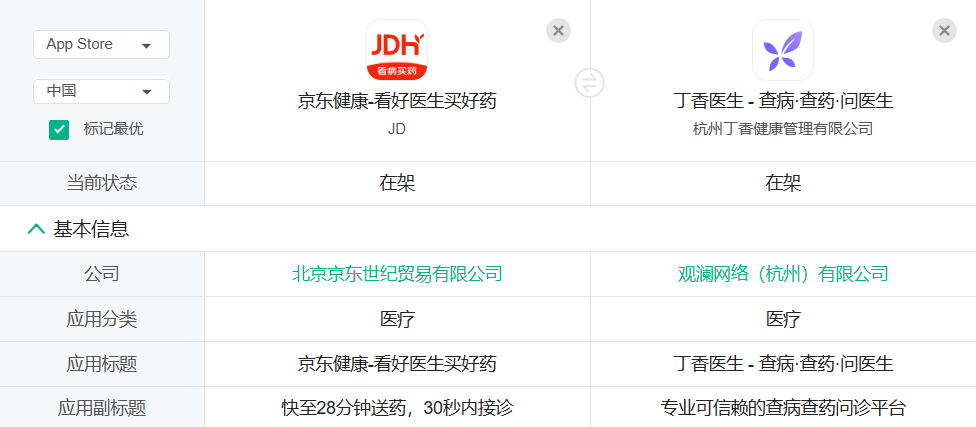 App Store
中国
标记最优
JDH
看病买药
京东健康-看好医生买好药
JD
丁香医生 - 查病·查药·问医生
杭州丁香健康管理有限公司
当前状态 在架 在架
基本信息
公司 北京京东世纪贸易有限公司 观澜网络（杭州）有限公司
应用分类 医疗 医疗
应用标题 京东健康-看好医生买好药 丁香医生 - 查病·查药·问医生
应用副标题 快至28分钟送药，30秒内接诊 专业可信赖的查病查药问诊平台